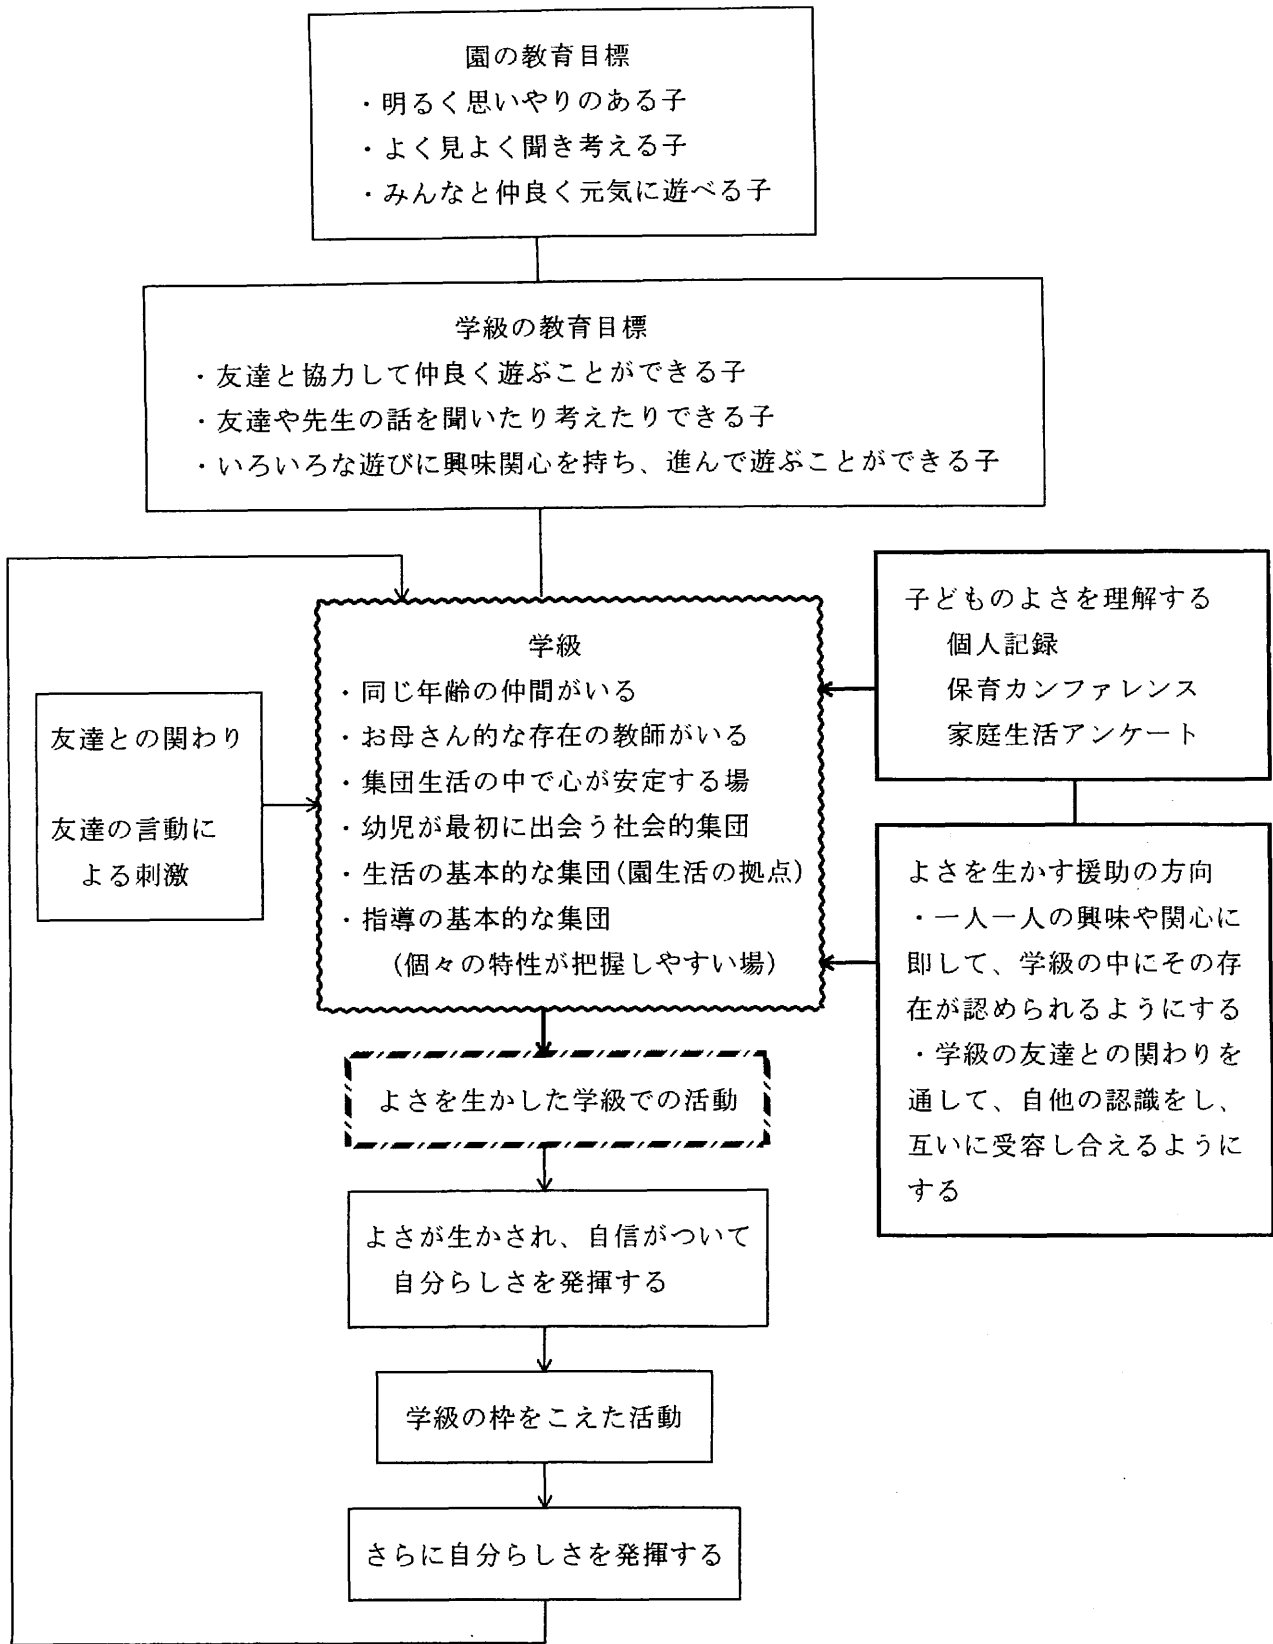 園の教育目標
・明るく思いやりのある子
・よく見よく聞き考える子
・みんなと仲良く元気に遊べる子
学級の教育目標
・友達と協力して仲良く遊ぶことができる子
・友達や先生の話を聞いたり考えたりできる子
・いろいろな遊びに興味関心を持ち、進んで遊ぶことができる子
子どものよさを理解する
個人記録
保育カンファレンス
家庭生活アンケート
学級
・同じ年齢の仲間がいる
・お母さん的な存在の教師がいる
・集団生活の中で心が安定する場
・幼児が最初に出会う社会的集団
・生活の基本的な集団(園生活の拠点)
・指導の基本的な集団
(個々の特性が把握しやすい場)
友達との関わり
友達の言動に
よる刺激
よさを生かす援助の方向
・一人一人の興味や関心に
即して、学級の中にその存
在が認められるようにする
・学級の友達との関わりを
通して、自他の認識をし、
互いに受容し合えるように
する
よさを生かした学級での活動
よさが生かされ、自信がついて
自分らしさを発揮する
学級の枠をこえた活動
さらに自分らしさを発揮する